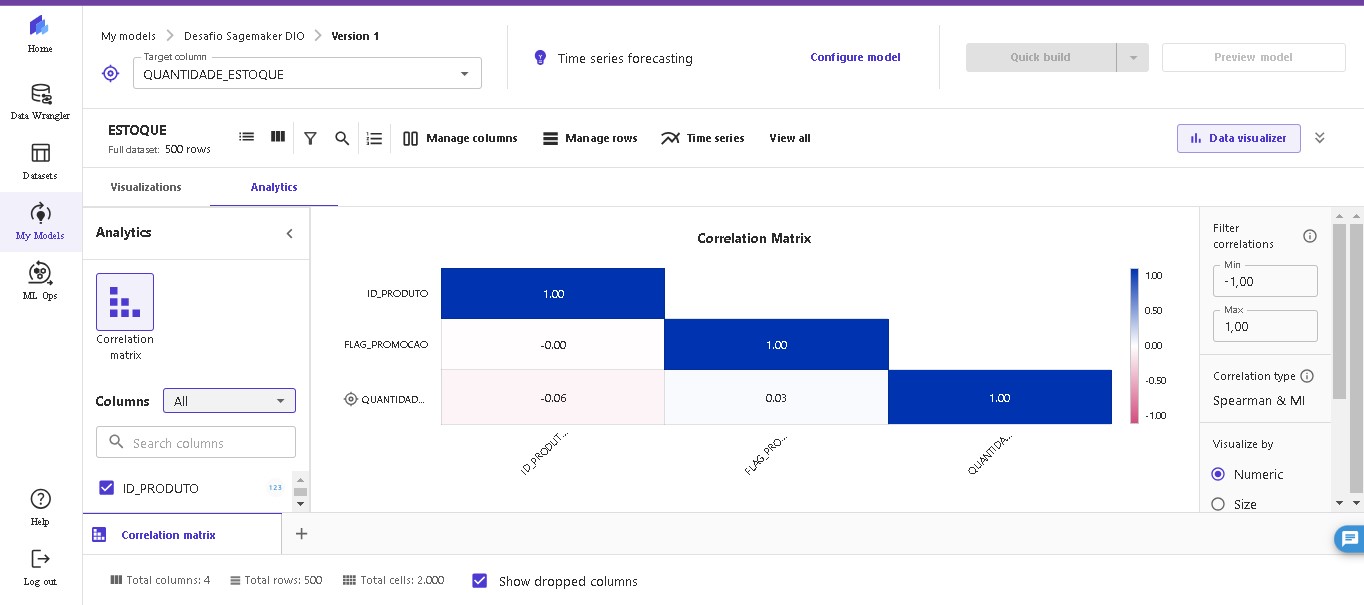 Home
Data Wrangler
Datasets
My Models
ML Ops
Help
Log out
My models
Desafio Sagemaker DIO
Version 1
Target column
QUANTIDADE_ESTOQUE
Time series forecasting
Configure model
Quick build
Preview model
ESTOQUE
Full dataset: 500 rows
Manage columns
Manage rows
Time series
View all
Data visualizer
Visualizations
Analytics
Analytics
Correlation
matrix
Columns
All
Search columns
ID_PRODUTO
123
Correlation Matrix
ID_PRODUTO
1.00
FLAG_PROMOCAO
-0.00
1.00
QUANTIDAD...
-0.06
0.03
1.00
ID_PRODUT...
FLAG_PRO...
QUANTIDA...
1.00
0.50
0.00
-0.50
-1.00
Filter
correlations
Min
-1,00
Max
1,00
Correlation type
Spearman & MI
Visualize by
Numeric
Size
Correlation matrix
Total columns: 4
Total rows: 500
Total cells: 2.000
Show dropped columns